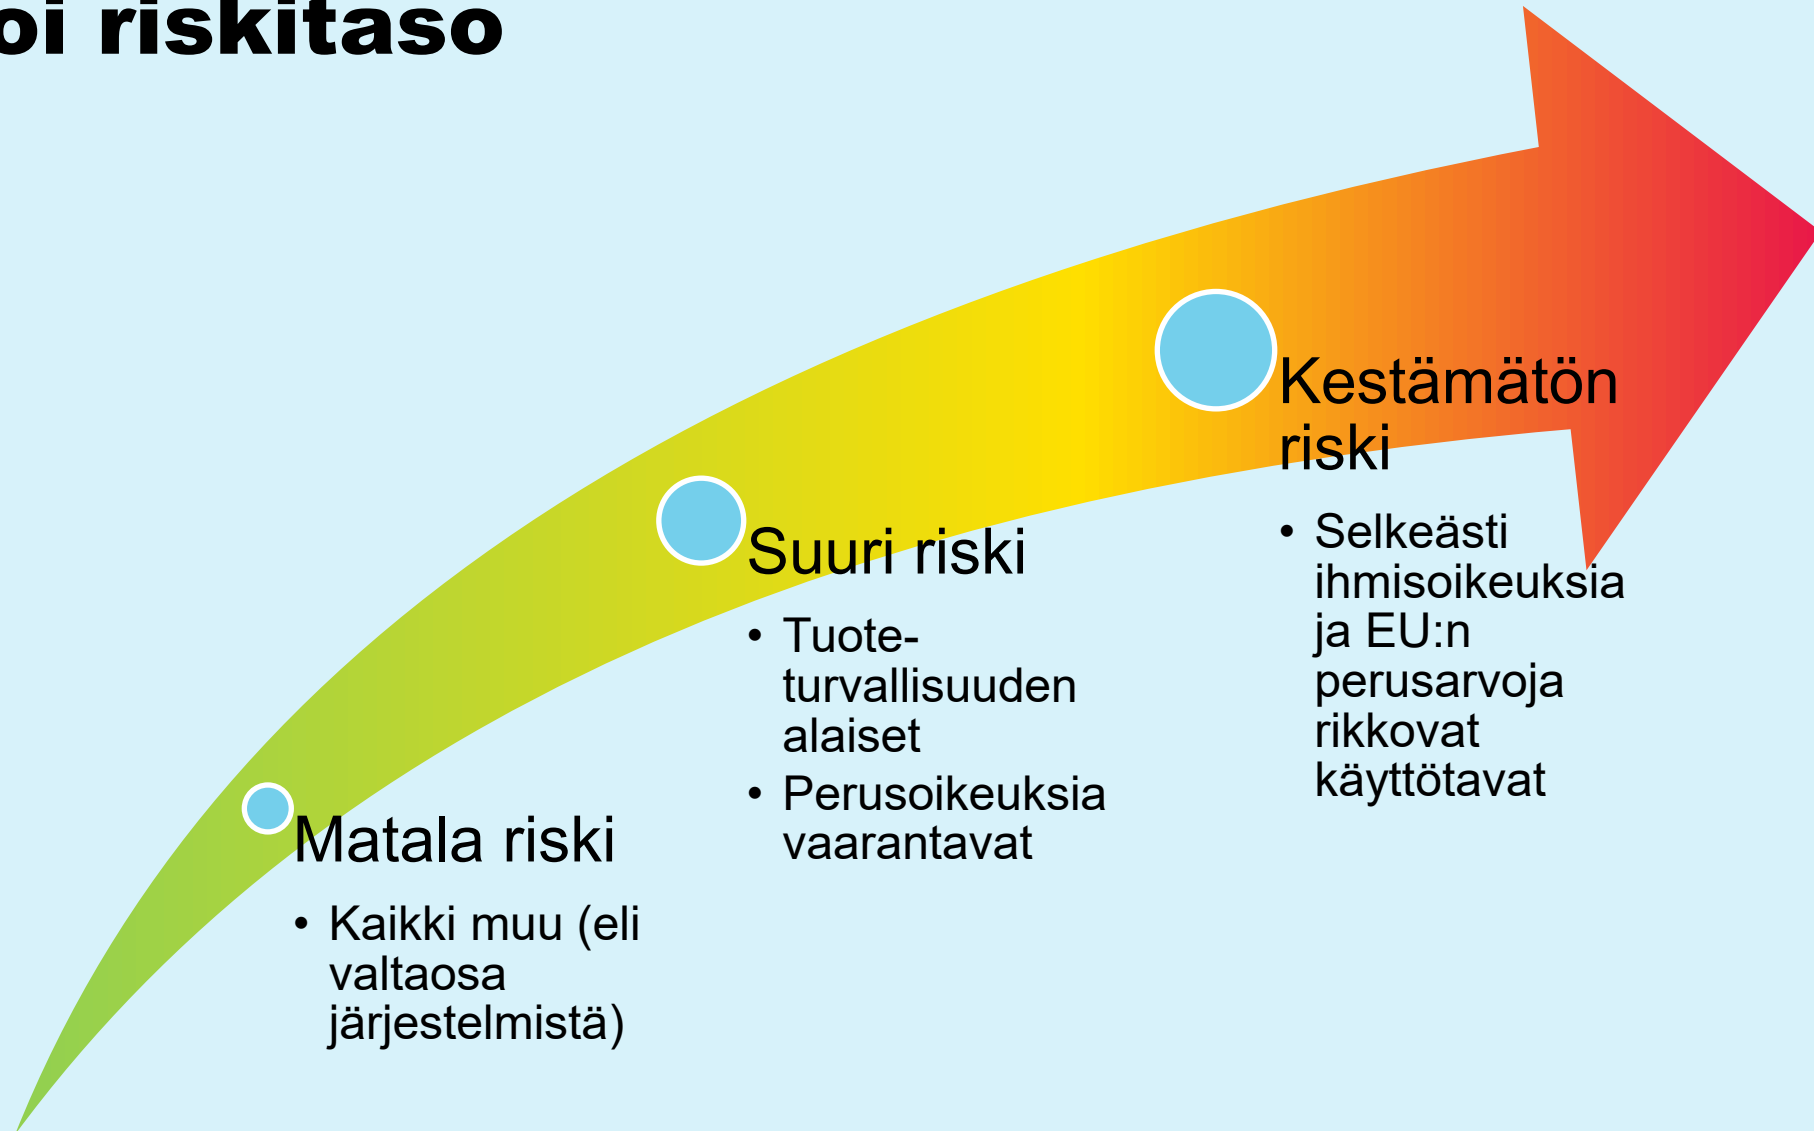 oi riskitaso
Matala riski
• Kaikki muu (eli
valtaosa
järjestelmistä)
Suuri riski
• Tuote-
turvallisuuden
alaiset
• Perusoikeuksia
vaarantavat
Kestämätön
riski
• Selkeästi
ihmisoikeuksia
ja EU:n
perusarvoja
rikkovat
käyttötavat